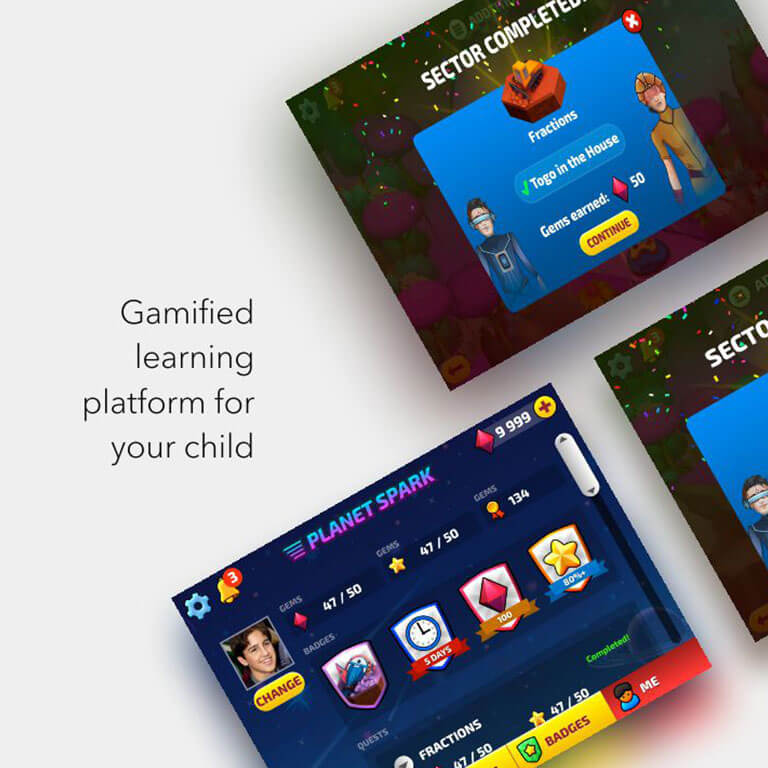 SECTOR COMPLETED!
Fractions
Togo in the House
Gems earned: 50
CONTINUE
Gamified
learning
platform for
your child
SECTO
9 999
PLANET SPARK
GEMS
134
GEMS
47 / 50
GEMS
47 / 50
3
BADGES
5 DAYS
100
80%+
CHANGE
Completed!
QUESTS
FRACTIONS
47 / 50
47 / 50
BADGES
ME